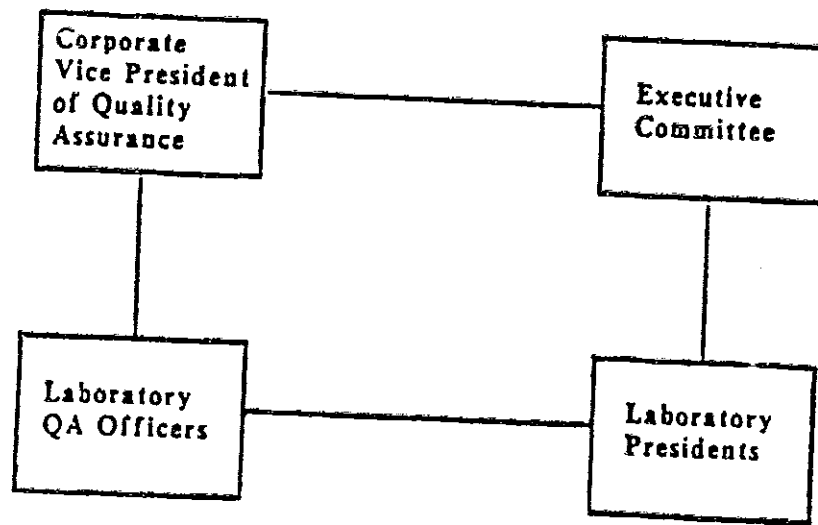 Corporate
Vice President
of Quality
Assurance
Executive
Committee
Laboratory
QA Officers
Laboratory
Presidents